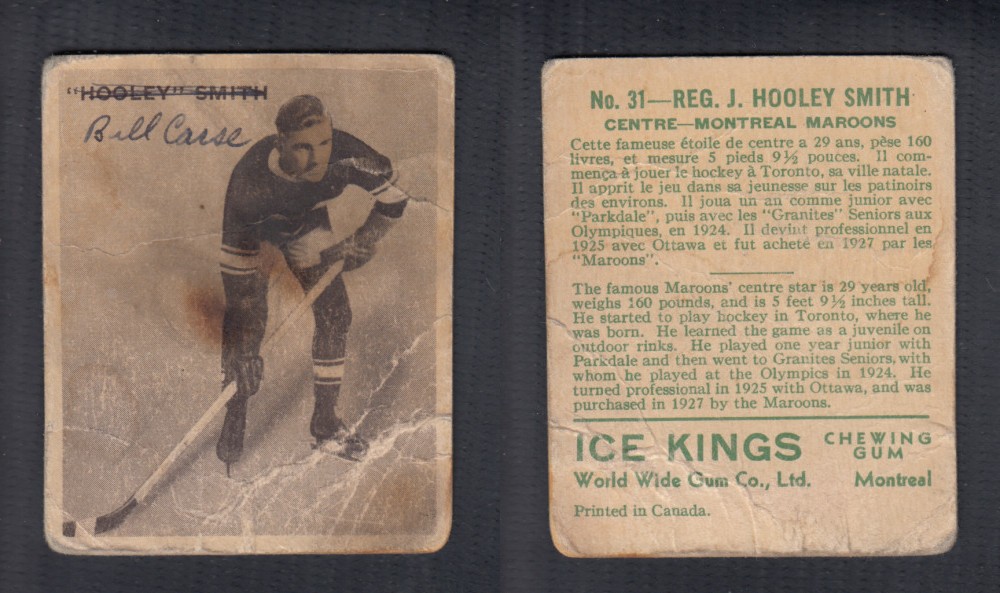 "HOOLEY" SMITH
Bill Carse
No. 31—REG. J. HOOLEY SMITH
CENTRE—MONTREAL MAROONS
Cette fameuse étoile de centre a 29 ans, pèse 160
livres, et mesure 5 pieds 9½ pouces. Il com-
mença à jouer le hockey à Toronto, sa ville natale.
Il apprit le jeu dans sa jeunesse sur les patinoirs
des environs. Il joua un an comme junior avec
"Parkdale", puis avec les "Granites" Seniors aux
Olympiques, en 1924. Il devint professionnel en
1925 avec Ottawa et fut acheté en 1927 par les
"Maroons".
The famous Maroons' centre star is 29 years old,
weighs 160 pounds, and is 5 feet 9½ inches tall.
He started to play hockey in Toronto, where he
was born. He learned the game as a juvenile on
outdoor rinks. He played one year junior with
Parkdale and then went to Granites Seniors, with
whom he played at the Olympics in 1924. He
turned professional in 1925 with Ottawa, and was
purchased in 1927 by the Maroons.
ICE KINGS CHEWING GUM
World Wide Gum Co., Ltd. Montreal
Printed in Canada.